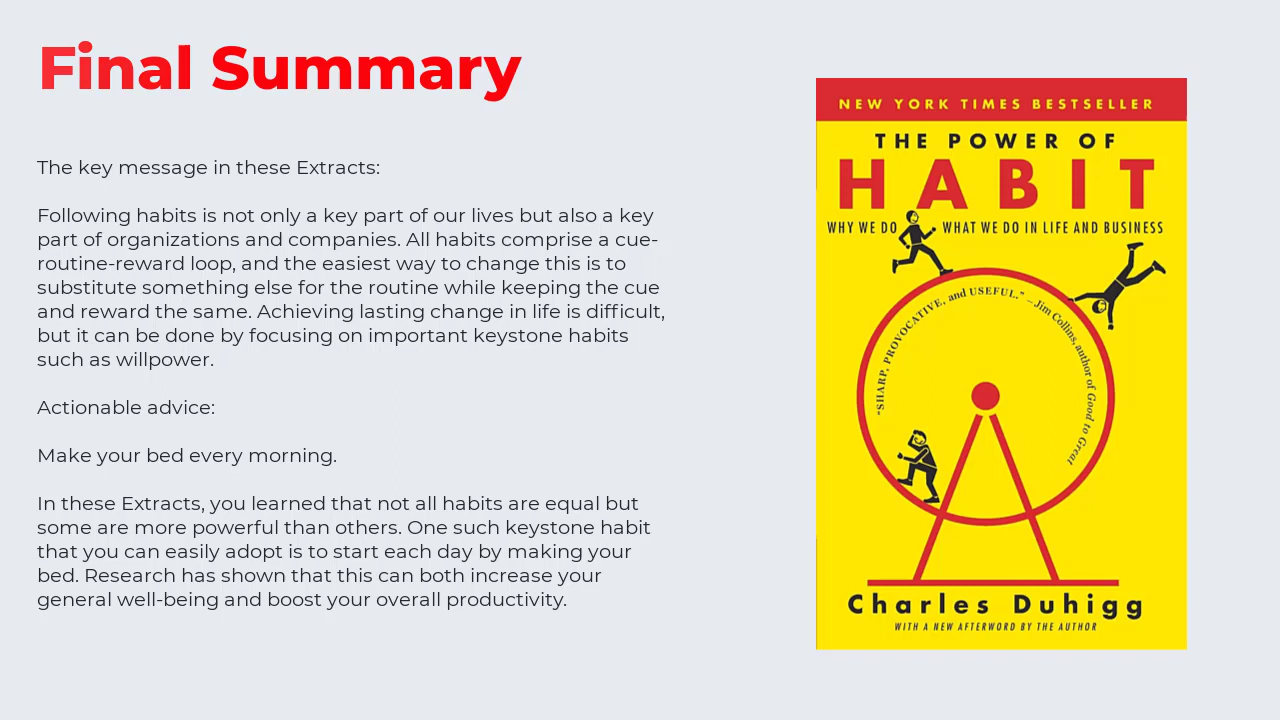 Final Summary
The key message in these Extracts:
Following habits is not only a key part of our lives but also a key
part of organizations and companies. All habits comprise a cue-
routine-reward loop, and the easiest way to change this is to
substitute something else for the routine while keeping the cue
and reward the same. Achieving lasting change in life is difficult,
but it can be done by focusing on important keystone habits
such as willpower.
Actionable advice:
Make your bed every morning.
In these Extracts, you learned that not all habits are equal but
some are more powerful than others. One such keystone habit
that you can easily adopt is to start each day by making your
bed. Research has shown that this can both increase your
general well-being and boost your overall productivity.
NEW YORK TIMES BESTSELLER
THE POWER OF
HABIT
WHY WE DO WHAT WE DO IN LIFE AND BUSINESS
"SHARP, PROVOCATIVE, and USEFUL." – Jim Collins, author of Good to Great
Charles Duhigg
WITH A NEW AFTERWORD BY THE AUTHOR